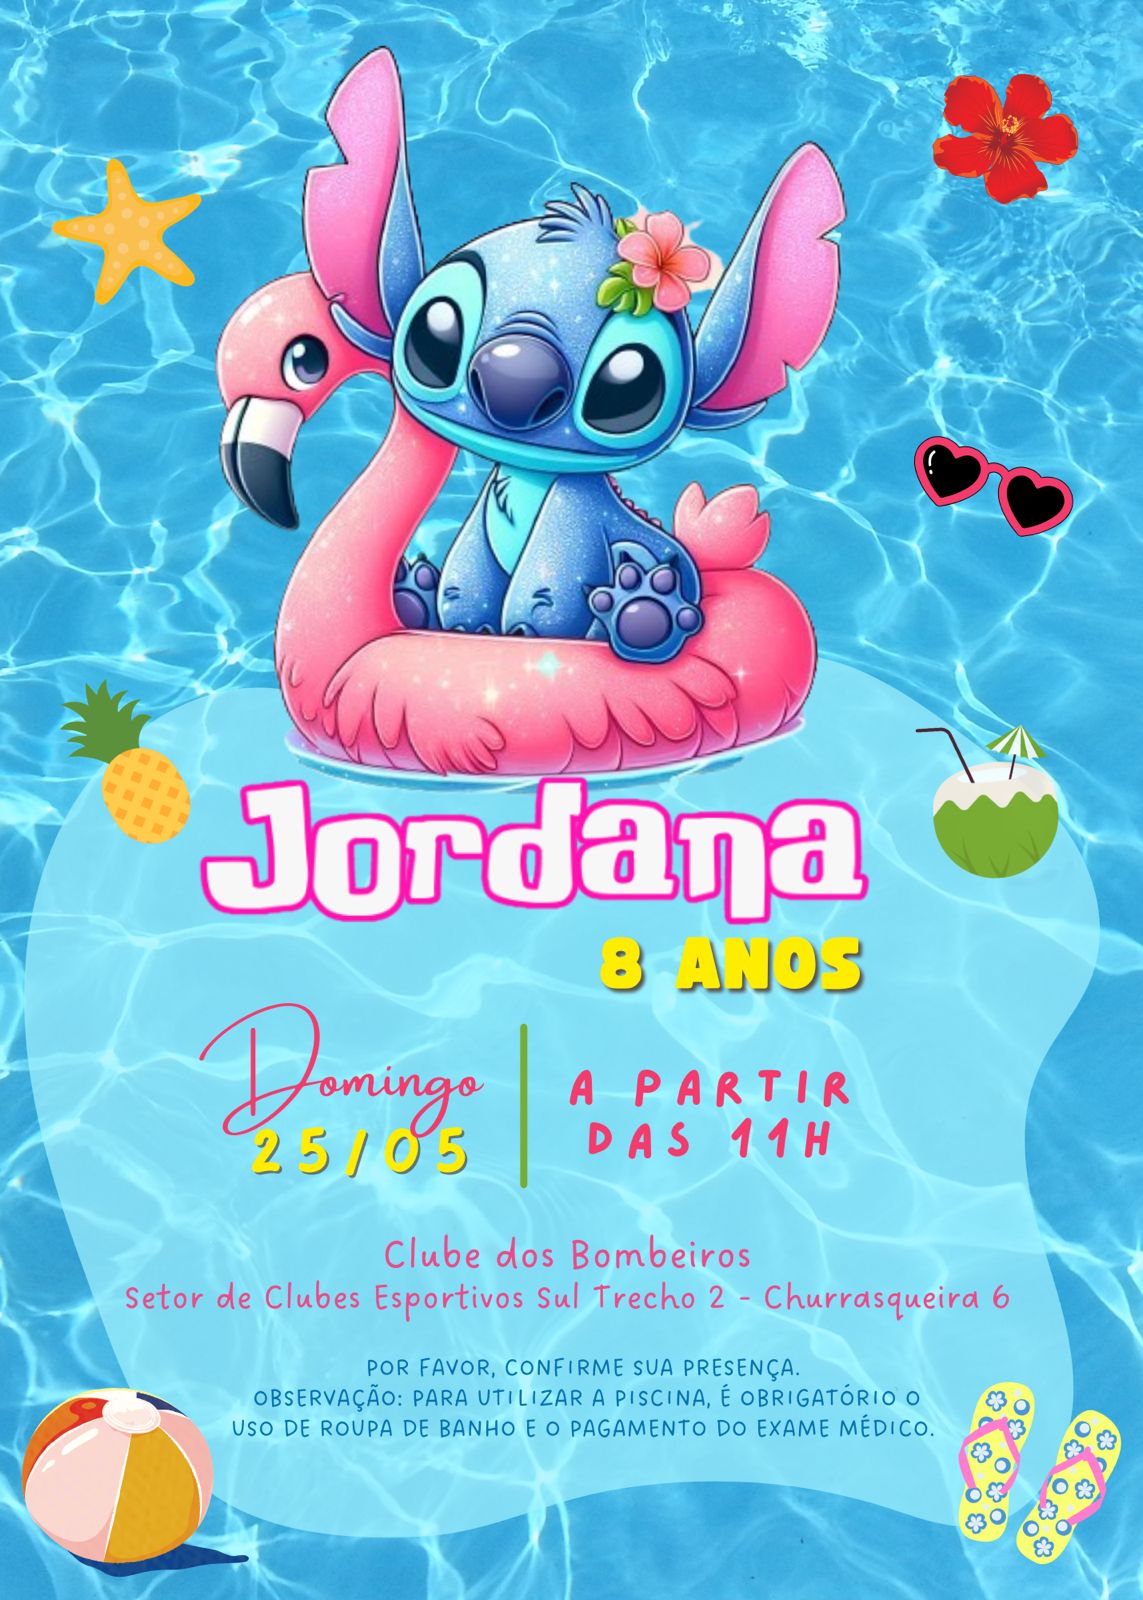 Jordana
8 ANOS
Domingo
25/05
A PARTIR
DAS 11H
Clube dos Bombeiros
Setor de Clubes Esportivos Sul Trecho 2 - Churrasqueira 6
POR FAVOR, CONFIRME SUA PRESENÇA.
OBSERVAÇÃO: PARA UTILIZAR A PISCINA, É OBRIGATÓRIO O
USO DE ROUPA DE BANHO E O PAGAMENTO DO EXAME MÉDICO.